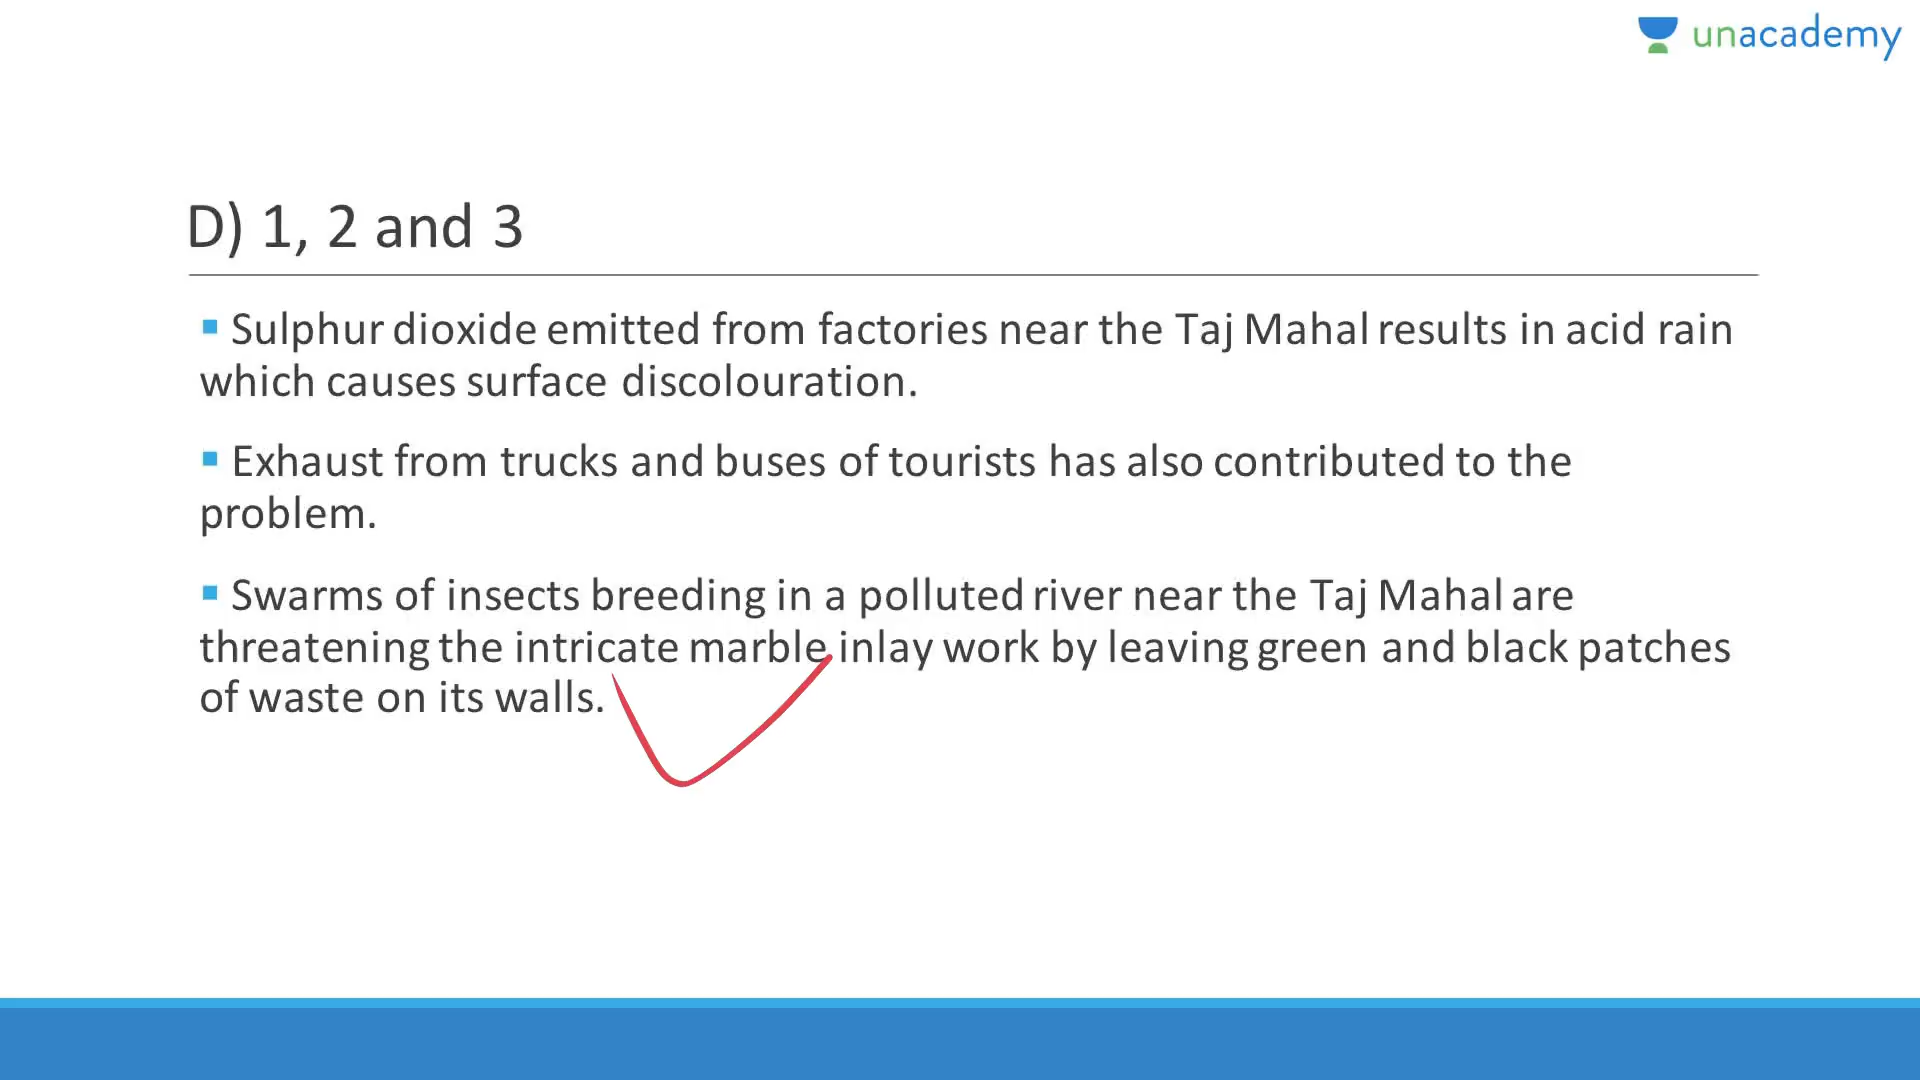 unacademy
D) 1, 2 and 3
▪ Sulphur dioxide emitted from factories near the Taj Mahal results in acid rain
which causes surface discolouration.
▪ Exhaust from trucks and buses of tourists has also contributed to the
problem.
▪ Swarms of insects breeding in a polluted river near the Taj Mahal are
threatening the intricate marble inlay work by leaving green and black patches
of waste on its walls.